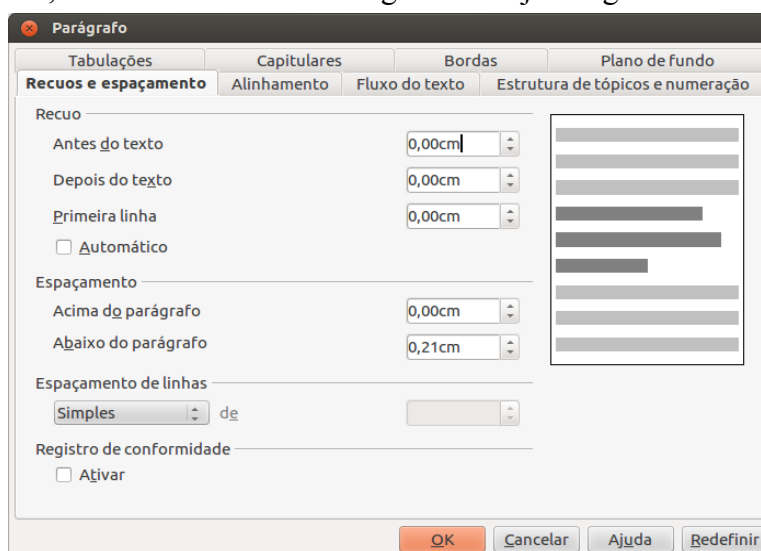 Parágrafo
Tabulações Capitulares Bordas Plano de fundo
Recuos e espaçamento Alinhamento Fluxo do texto Estrutura de tópicos e numeração
Recuo
Antes do texto 0,00cm
Depois do texto 0,00cm
Primeira linha 0,00cm
Automático
Espaçamento
Acima do parágrafo 0,00cm
Abaixo do parágrafo 0,21cm
Espaçamento de linhas
Simples de
Registro de conformidade
Ativar
OK Cancelar Ajuda Redefinir